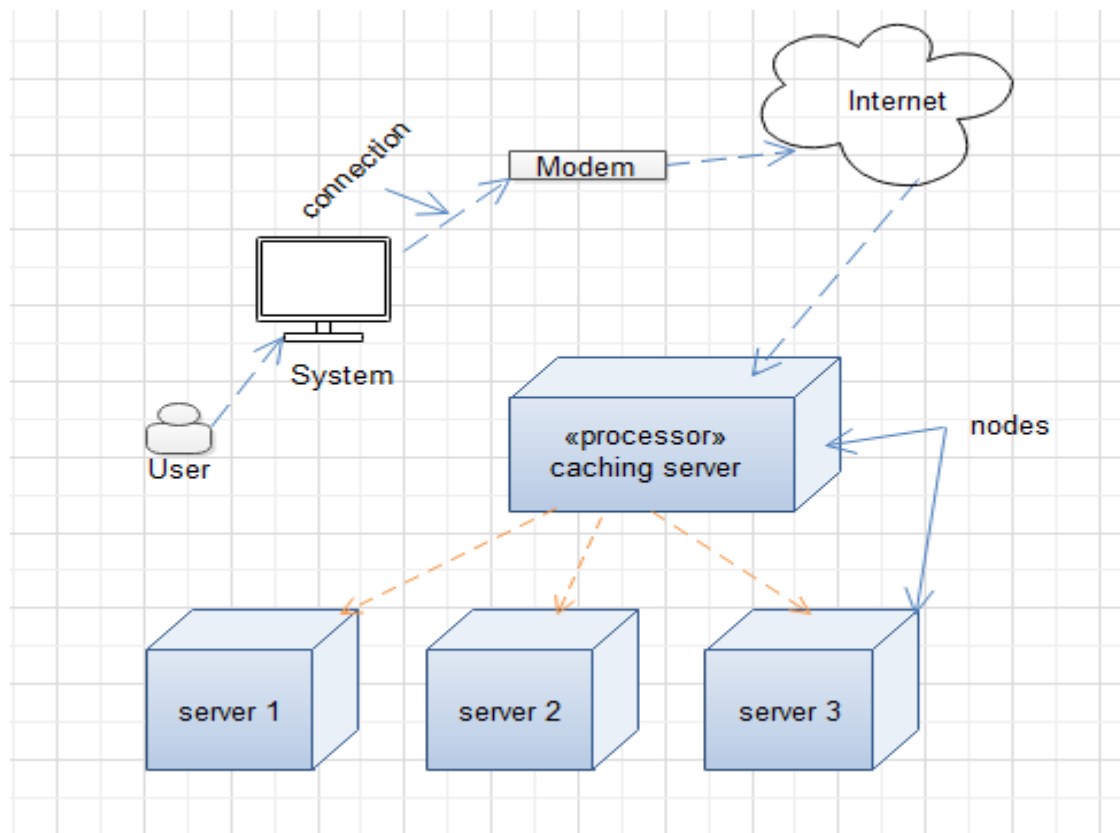 Internet
Modem
connection
System
User
«processor»
caching server
nodes
server 1
server 2
server 3